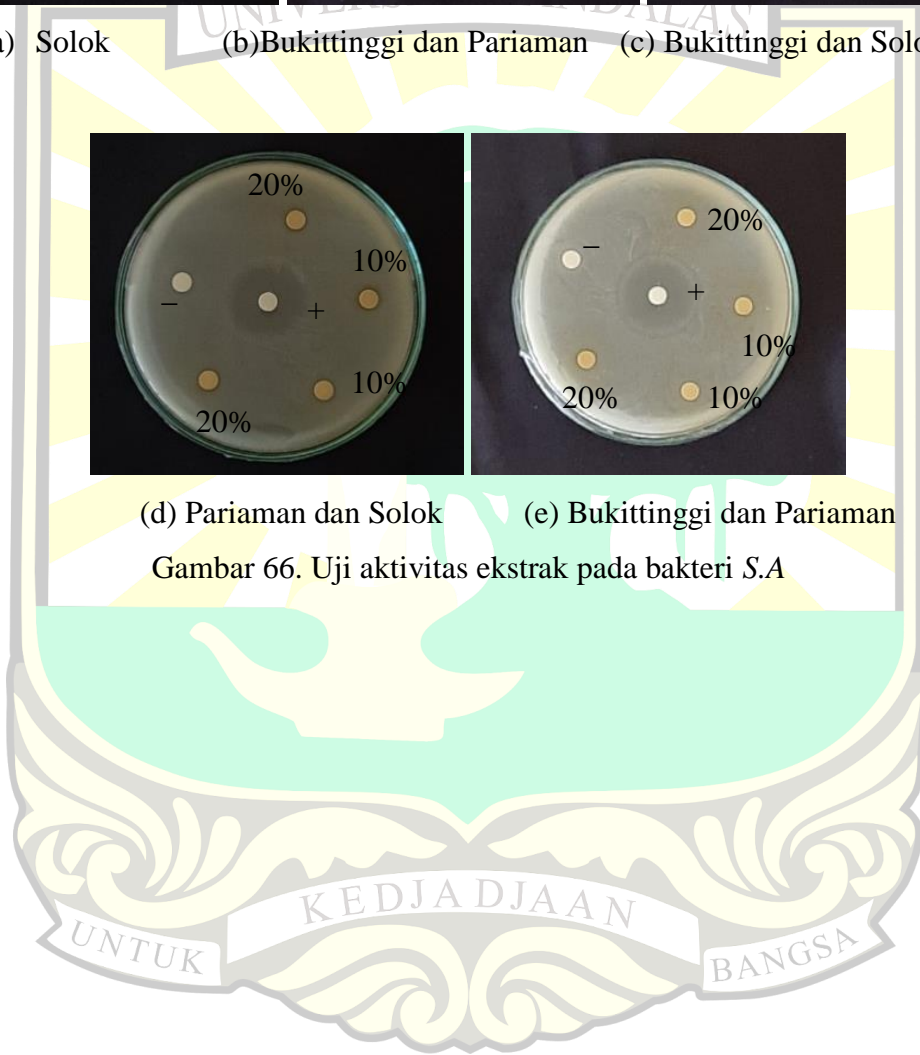 Solok (b)Bukittinggi dan Pariaman (c) Bukittinggi dan
20%
10%
– +
10%
20%
20%
– +
10%
20% 10%
(d) Pariaman dan Solok (e) Bukittinggi dan Pariaman
Gambar 66. Uji aktivitas ekstrak pada bakteri S.A
KEDJADJAAN
UNTUK BANGSA